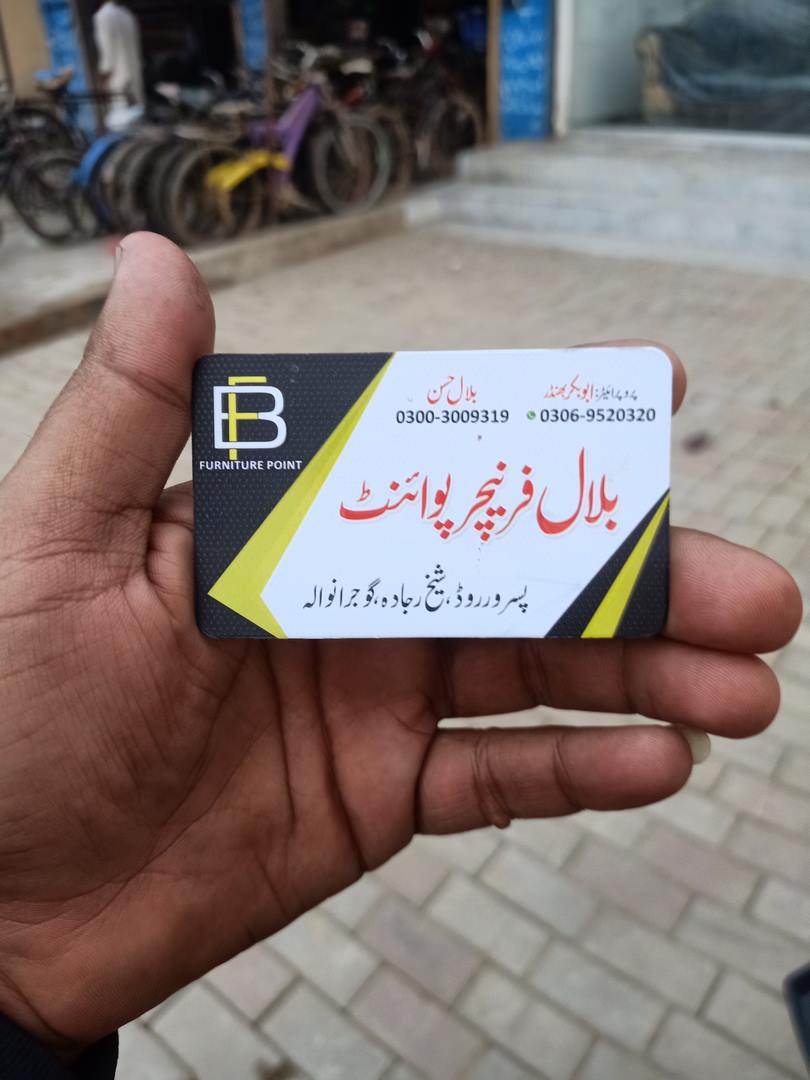 BF
FURNITURE POINT
پروپرائیٹر: ابوبکر بھنڈر
0306-9520320
بلال حسن
0300-3009319
بلال فرنیچر پوائنٹ
پسرور روڈ، شیخ رجادہ، گوجرانوالہ